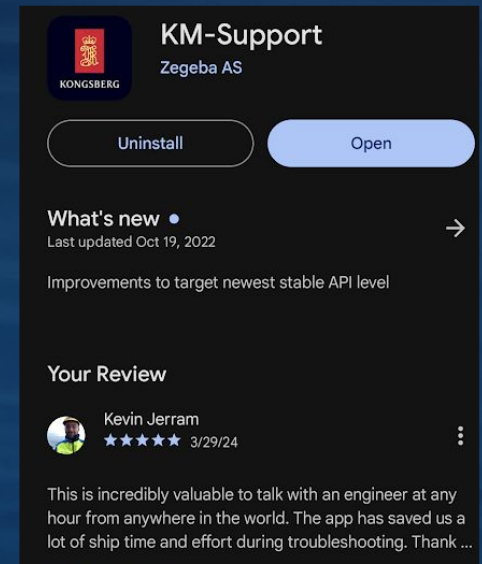 KM-Support
Zegeba AS
KONGSBERG
Uninstall
Open
What's new
Last updated Oct 19, 2022
Improvements to target newest stable API level
Your Review
Kevin Jerram
3/29/24
This is incredibly valuable to talk with an engineer at any
hour from anywhere in the world. The app has saved us a
lot of ship time and effort during troubleshooting. Thank ...